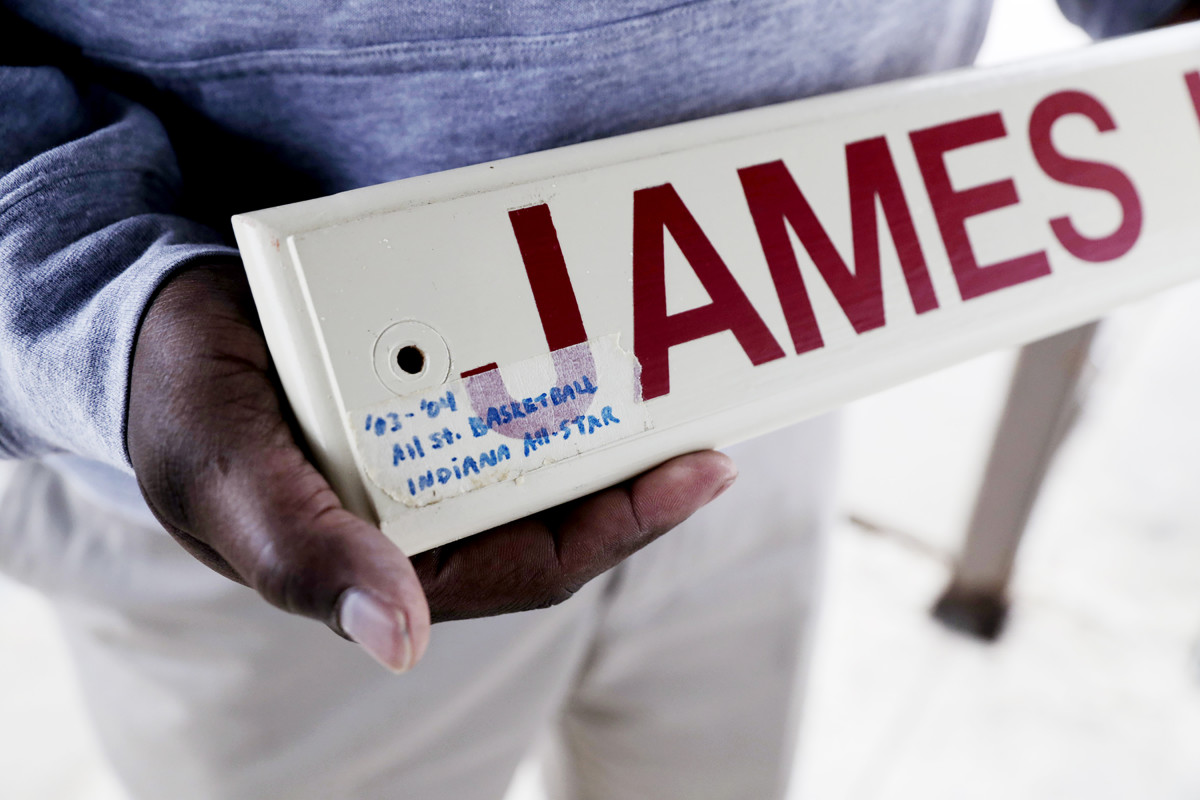 JAMES
'03-'04
All St. BASKETBALL
INDIANA All-STAR